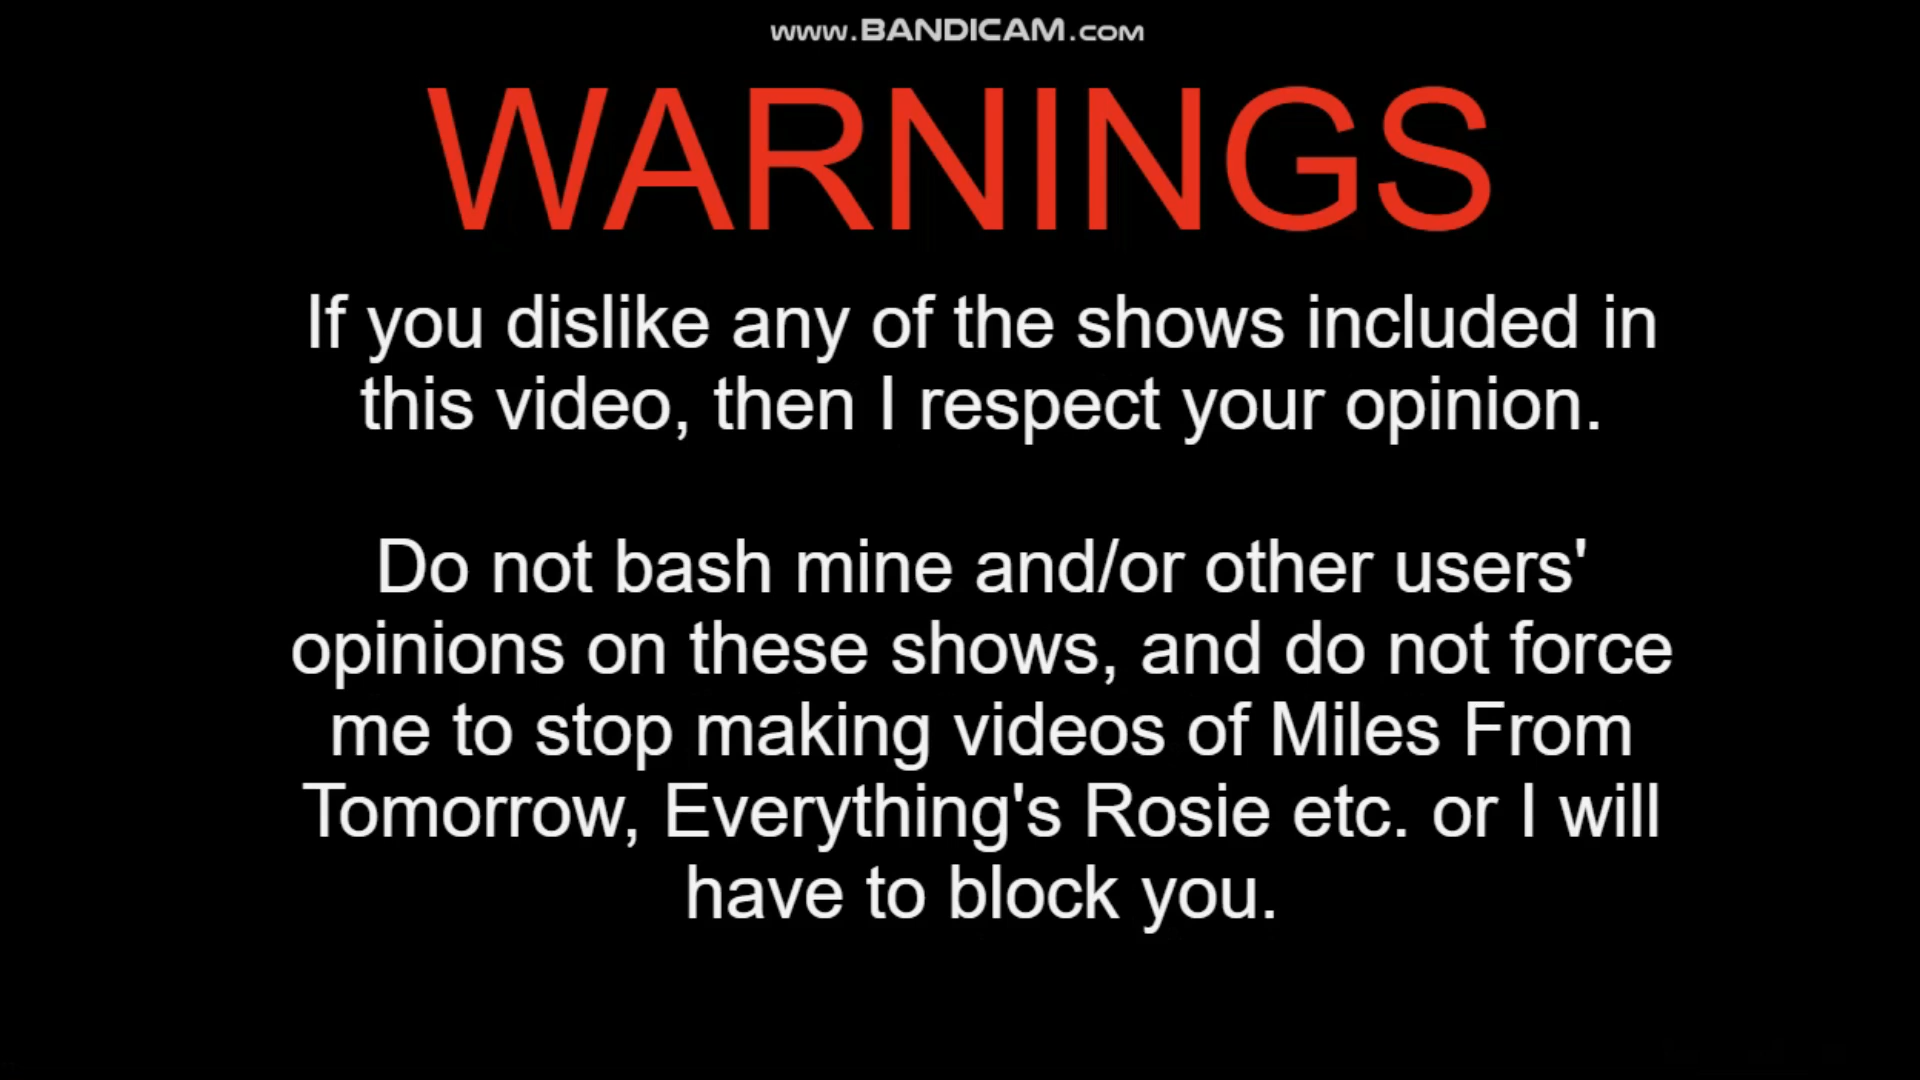 www.BANDICAM.com
WARNINGS
If you dislike any of the shows included in
this video, then I respect your opinion.
Do not bash mine and/or other users'
opinions on these shows, and do not force
me to stop making videos of Miles From
Tomorrow, Everything's Rosie etc. or I will
have to block you.